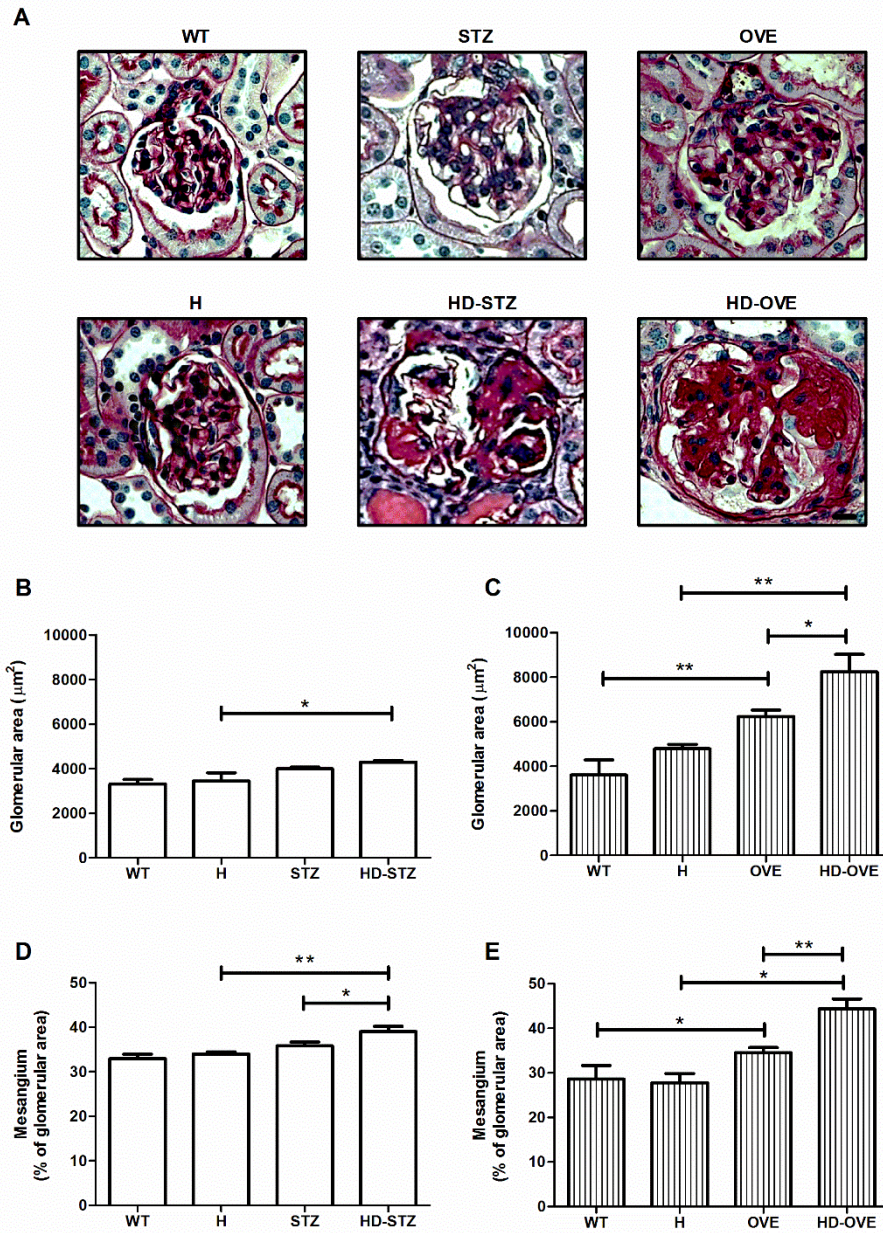 A
WT STZ OVE
H HD-STZ HD-OVE
B
*
Glomerular area (μm²)
10000
8000
6000
4000
2000
0
WT H STZ HD-STZ
C
**
*
**
Glomerular area (μm²)
10000
8000
6000
4000
2000
0
WT H OVE HD-OVE
D
**
*
Mesangium
(% of glomerular area)
50
40
30
20
10
0
WT H STZ HD-STZ
E
**
*
*
Mesangium
(% of glomerular area)
50
40
30
20
10
0
WT H OVE HD-OVE